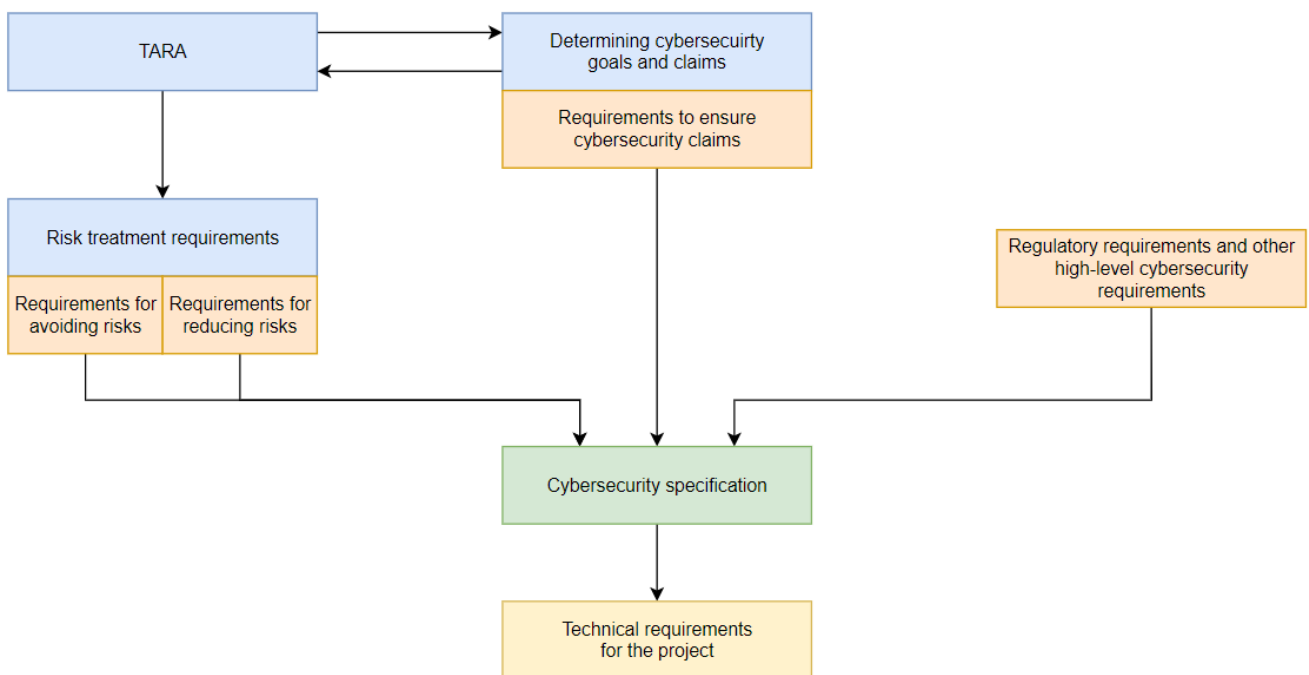 TARA
Determining cybersecuirty
goals and claims
Requirements to ensure
cybersecurity claims
Risk treatment requirements
Requirements for
avoiding risks
Requirements for
reducing risks
Regulatory requirements and other
high-level cybersecurity
requirements
Cybersecurity specification
Technical requirements
for the project